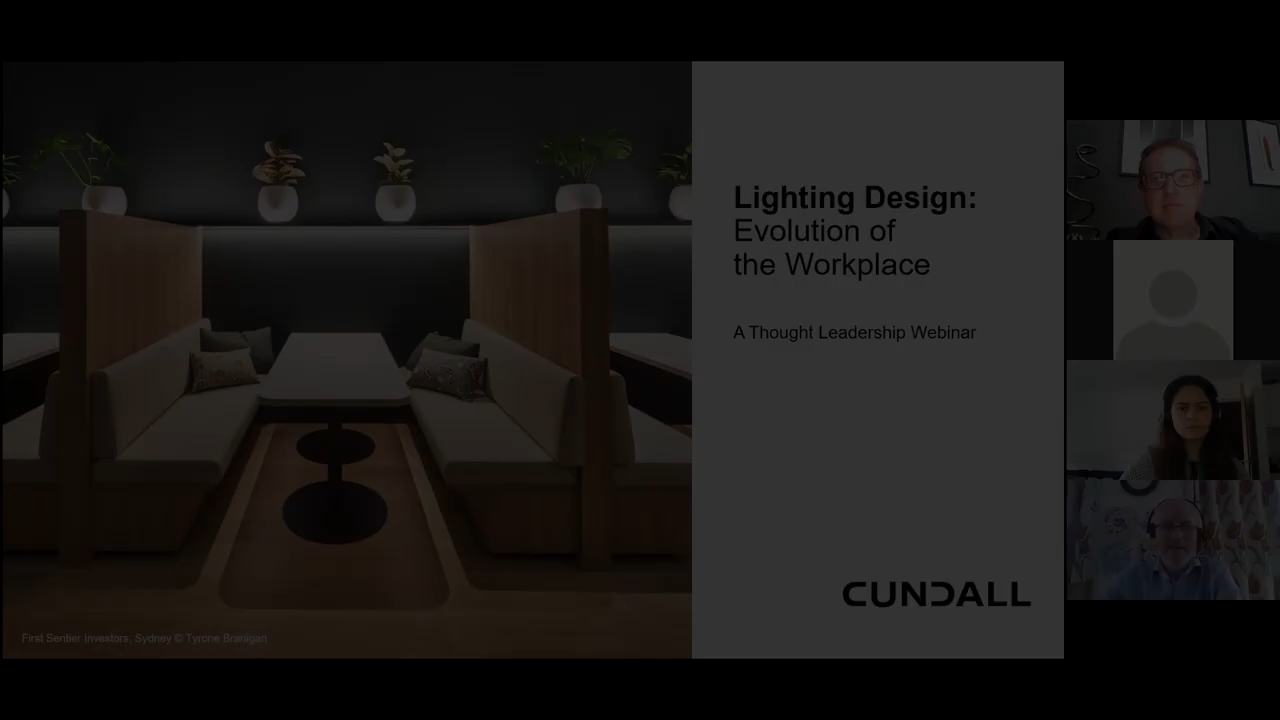 Lighting Design:
Evolution of
the Workplace
A Thought Leadership Webinar
CUNDALL
First Sentier Investors, Sydney © Tyrone Branigan